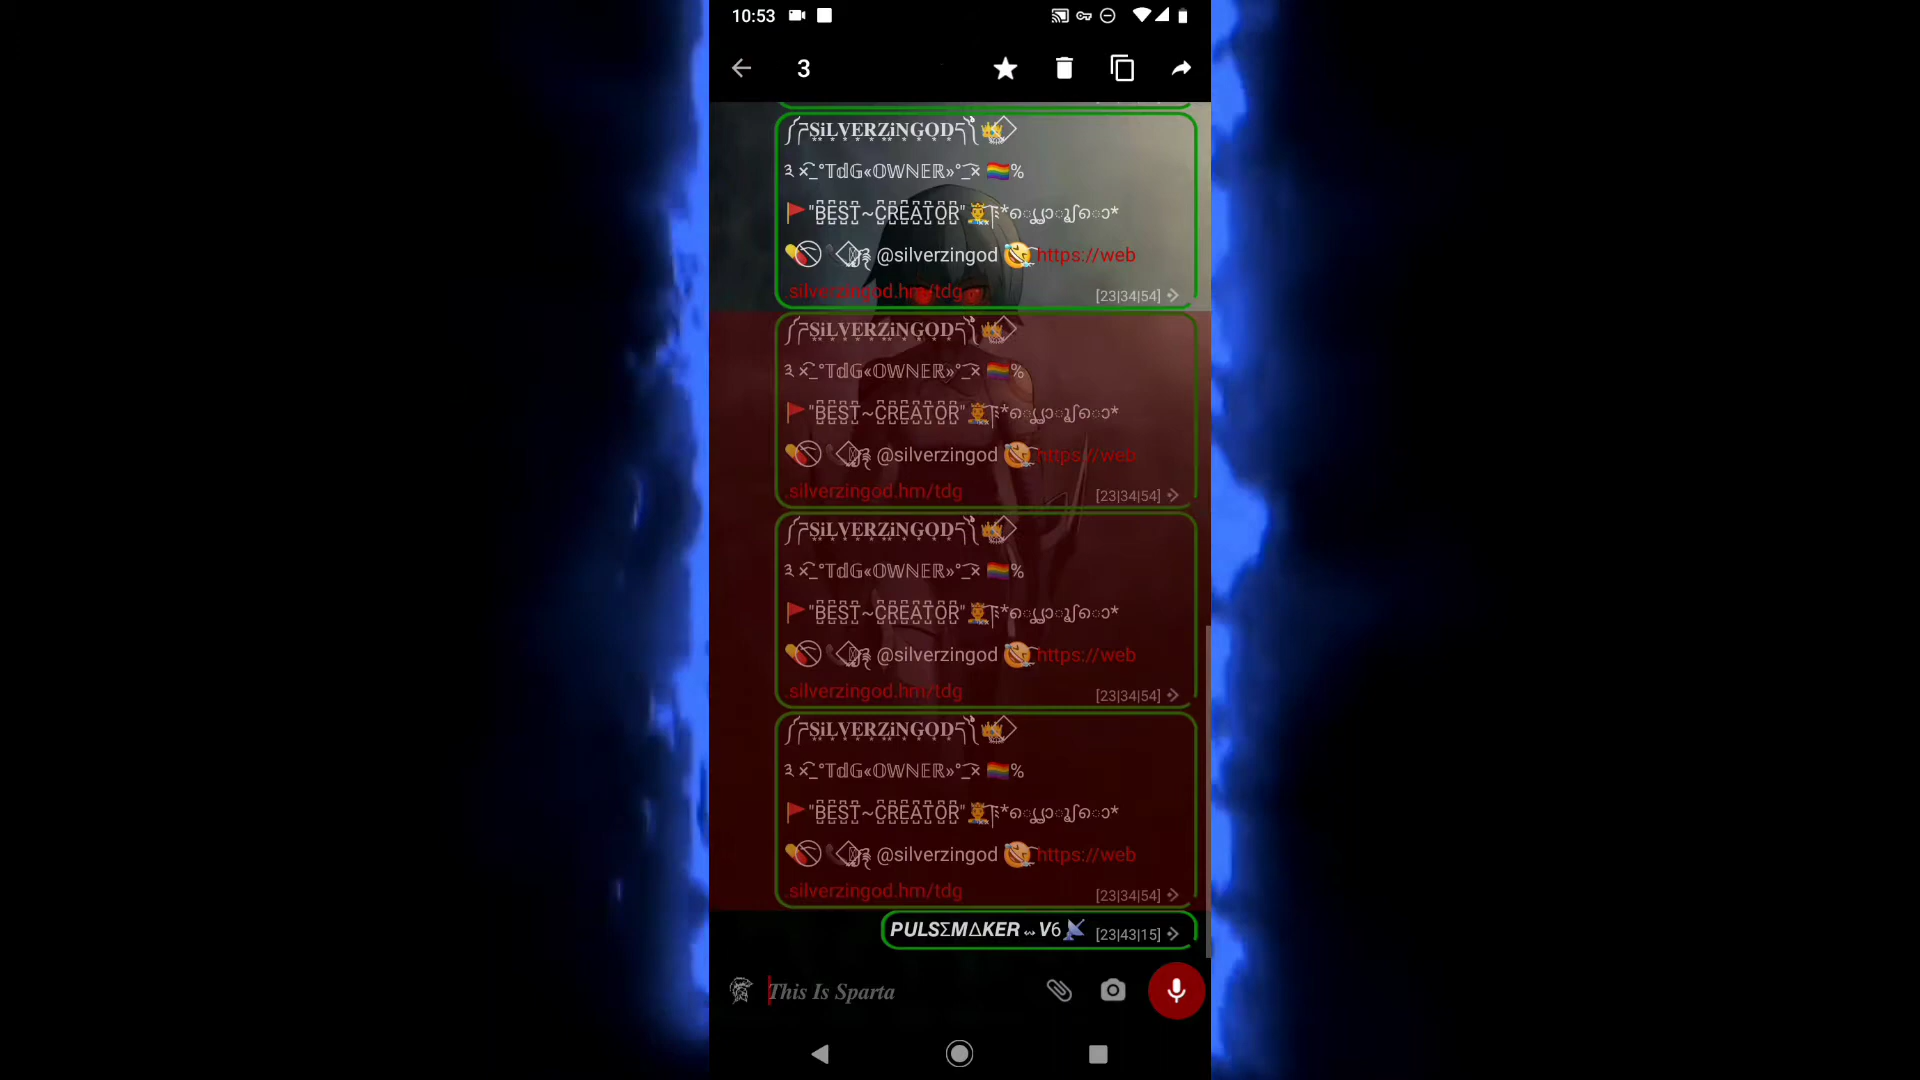 10:53
3
SiLVERZiNGOD
×͜_°𝕋𝕕𝔾«𝕆𝕎ℕ𝔼ℝ»°_͜× 🏳️‍🌈%
🚩"BEST~CREATOR"
@silverzingod 🤣 https://web
.silverzingod.hm/tdg [23|34|54]
SiLVERZiNGOD
×͜_°𝕋𝕕𝔾«𝕆𝕎ℕ𝔼ℝ»°_͜× 🏳️‍🌈%
🚩"BEST~CREATOR"
@silverzingod 🤣 https://web
.silverzingod.hm/tdg [23|34|54]
SiLVERZiNGOD
×͜_°𝕋𝕕𝔾«𝕆𝕎ℕ𝔼ℝ»°_͜× 🏳️‍🌈%
🚩"BEST~CREATOR"
@silverzingod 🤣 https://web
.silverzingod.hm/tdg [23|34|54]
SiLVERZiNGOD
×͜_°𝕋𝕕𝔾«𝕆𝕎ℕ𝔼ℝ»°_͜× 🏳️‍🌈%
🚩"BEST~CREATOR"
@silverzingod 🤣 https://web
.silverzingod.hm/tdg [23|34|54]
PULSΣMΔKER V6📡 [23|43|15]
This Is Sparta